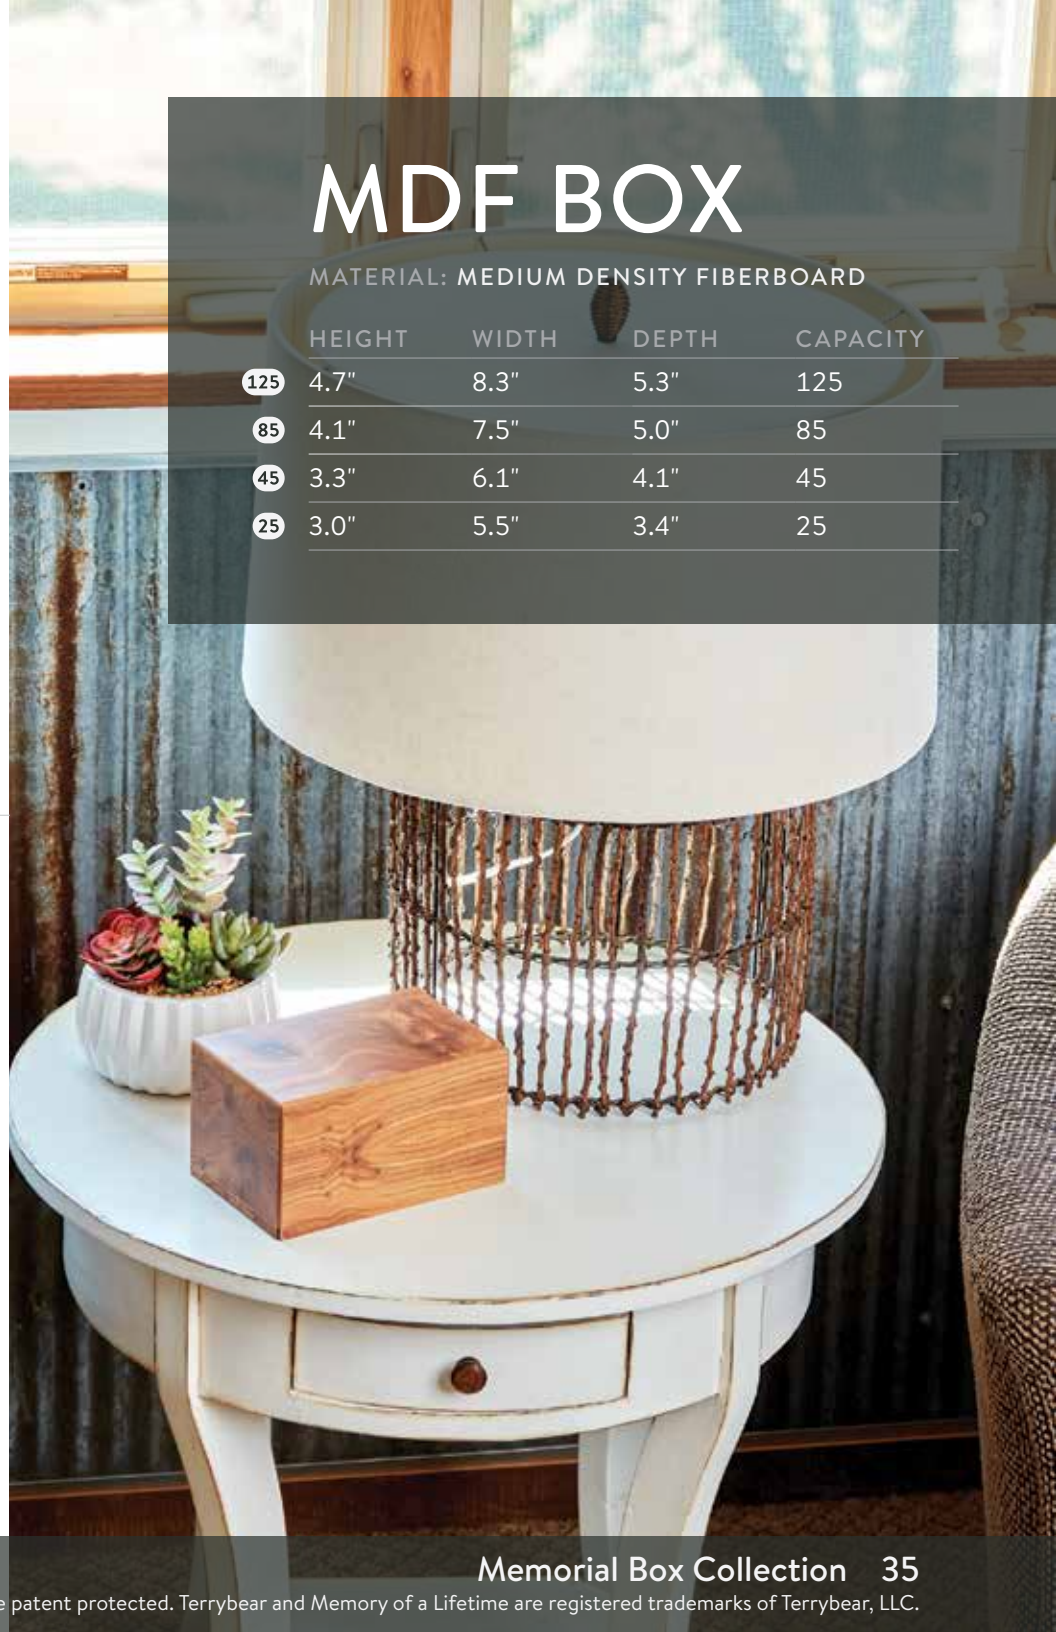 MDF BOX
MATERIAL: MEDIUM DENSITY FIBERBOARD
HEIGHT WIDTH DEPTH CAPACITY
125 4.7" 8.3" 5.3" 125
85 4.1" 7.5" 5.0" 85
45 3.3" 6.1" 4.1" 45
25 3.0" 5.5" 3.4" 25
Memorial Box Collection 35
patent protected. Terrybear and Memory of a Lifetime are registered trademarks of Terrybear, LLC.